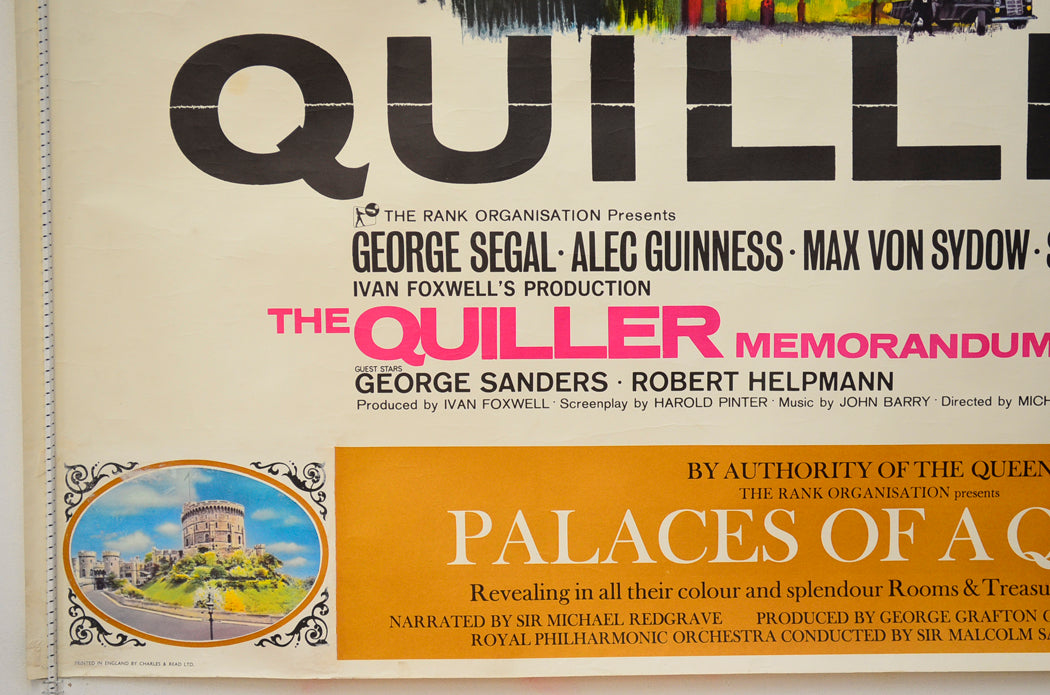 QUILL
THE RANK ORGANISATION Presents
GEORGE SEGAL · ALEC GUINNESS · MAX VON SYDOW ·
IVAN FOXWELL'S PRODUCTION
THE QUILLER MEMORANDUM
GUEST STARS
GEORGE SANDERS · ROBERT HELPMANN
Produced by IVAN FOXWELL · Screenplay by HAROLD PINTER · Music by JOHN BARRY · Directed by MICH
BY AUTHORITY OF THE QUEEN
THE RANK ORGANISATION presents
PALACES OF A Q
Revealing in all their colour and splendour Rooms & Treasu
NARRATED BY SIR MICHAEL REDGRAVE PRODUCED BY GEORGE GRAFTON
ROYAL PHILHARMONIC ORCHESTRA CONDUCTED BY SIR MALCOLM SA
PRINTED IN ENGLAND BY CHARLES & READ LTD.